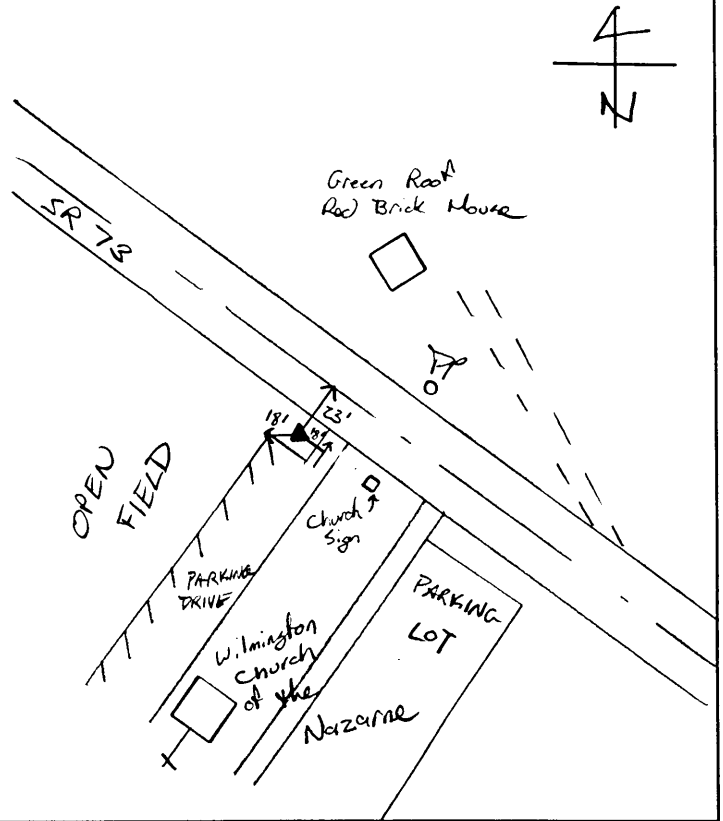 N
Green Roof
Red Brick House
SR 73
PP
18'
23'
18'
OPEN
FIELD
Church
Sign
PARKING
DRIVE
PARKING
LOT
Wilmington
Church
of the
Nazarne